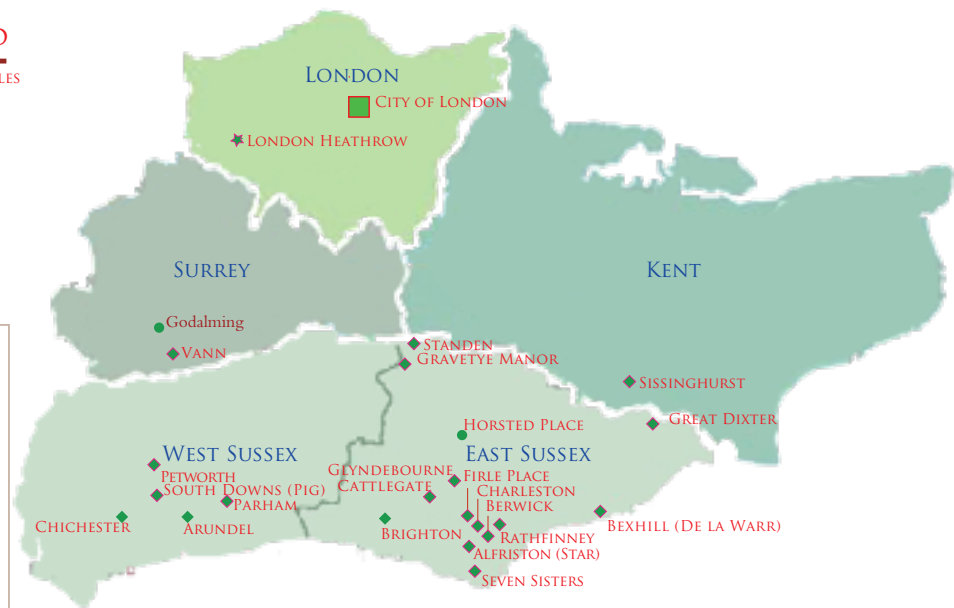 LONDON
CITY OF LONDON
LONDON HEATHROW
SURREY
KENT
Godalming
VANN
STANDEN
GRAVETYE MANOR
SISSINGHURST
GREAT DIXTER
HORSTED PLACE
WEST SUSSEX
EAST SUSSEX
PETWORTH
SOUTH DOWNS (PIG)
PARHAM
GLYNDEBOURNE
CATTLEGATE
FIRLE PLACE
CHARLESTON
BERWICK
CHICHESTER
ARUNDEL
BRIGHTON
RATHFINNEY
BEXHILL (DE LA WARR)
ALFRISTON (STAR)
SEVEN SISTERS